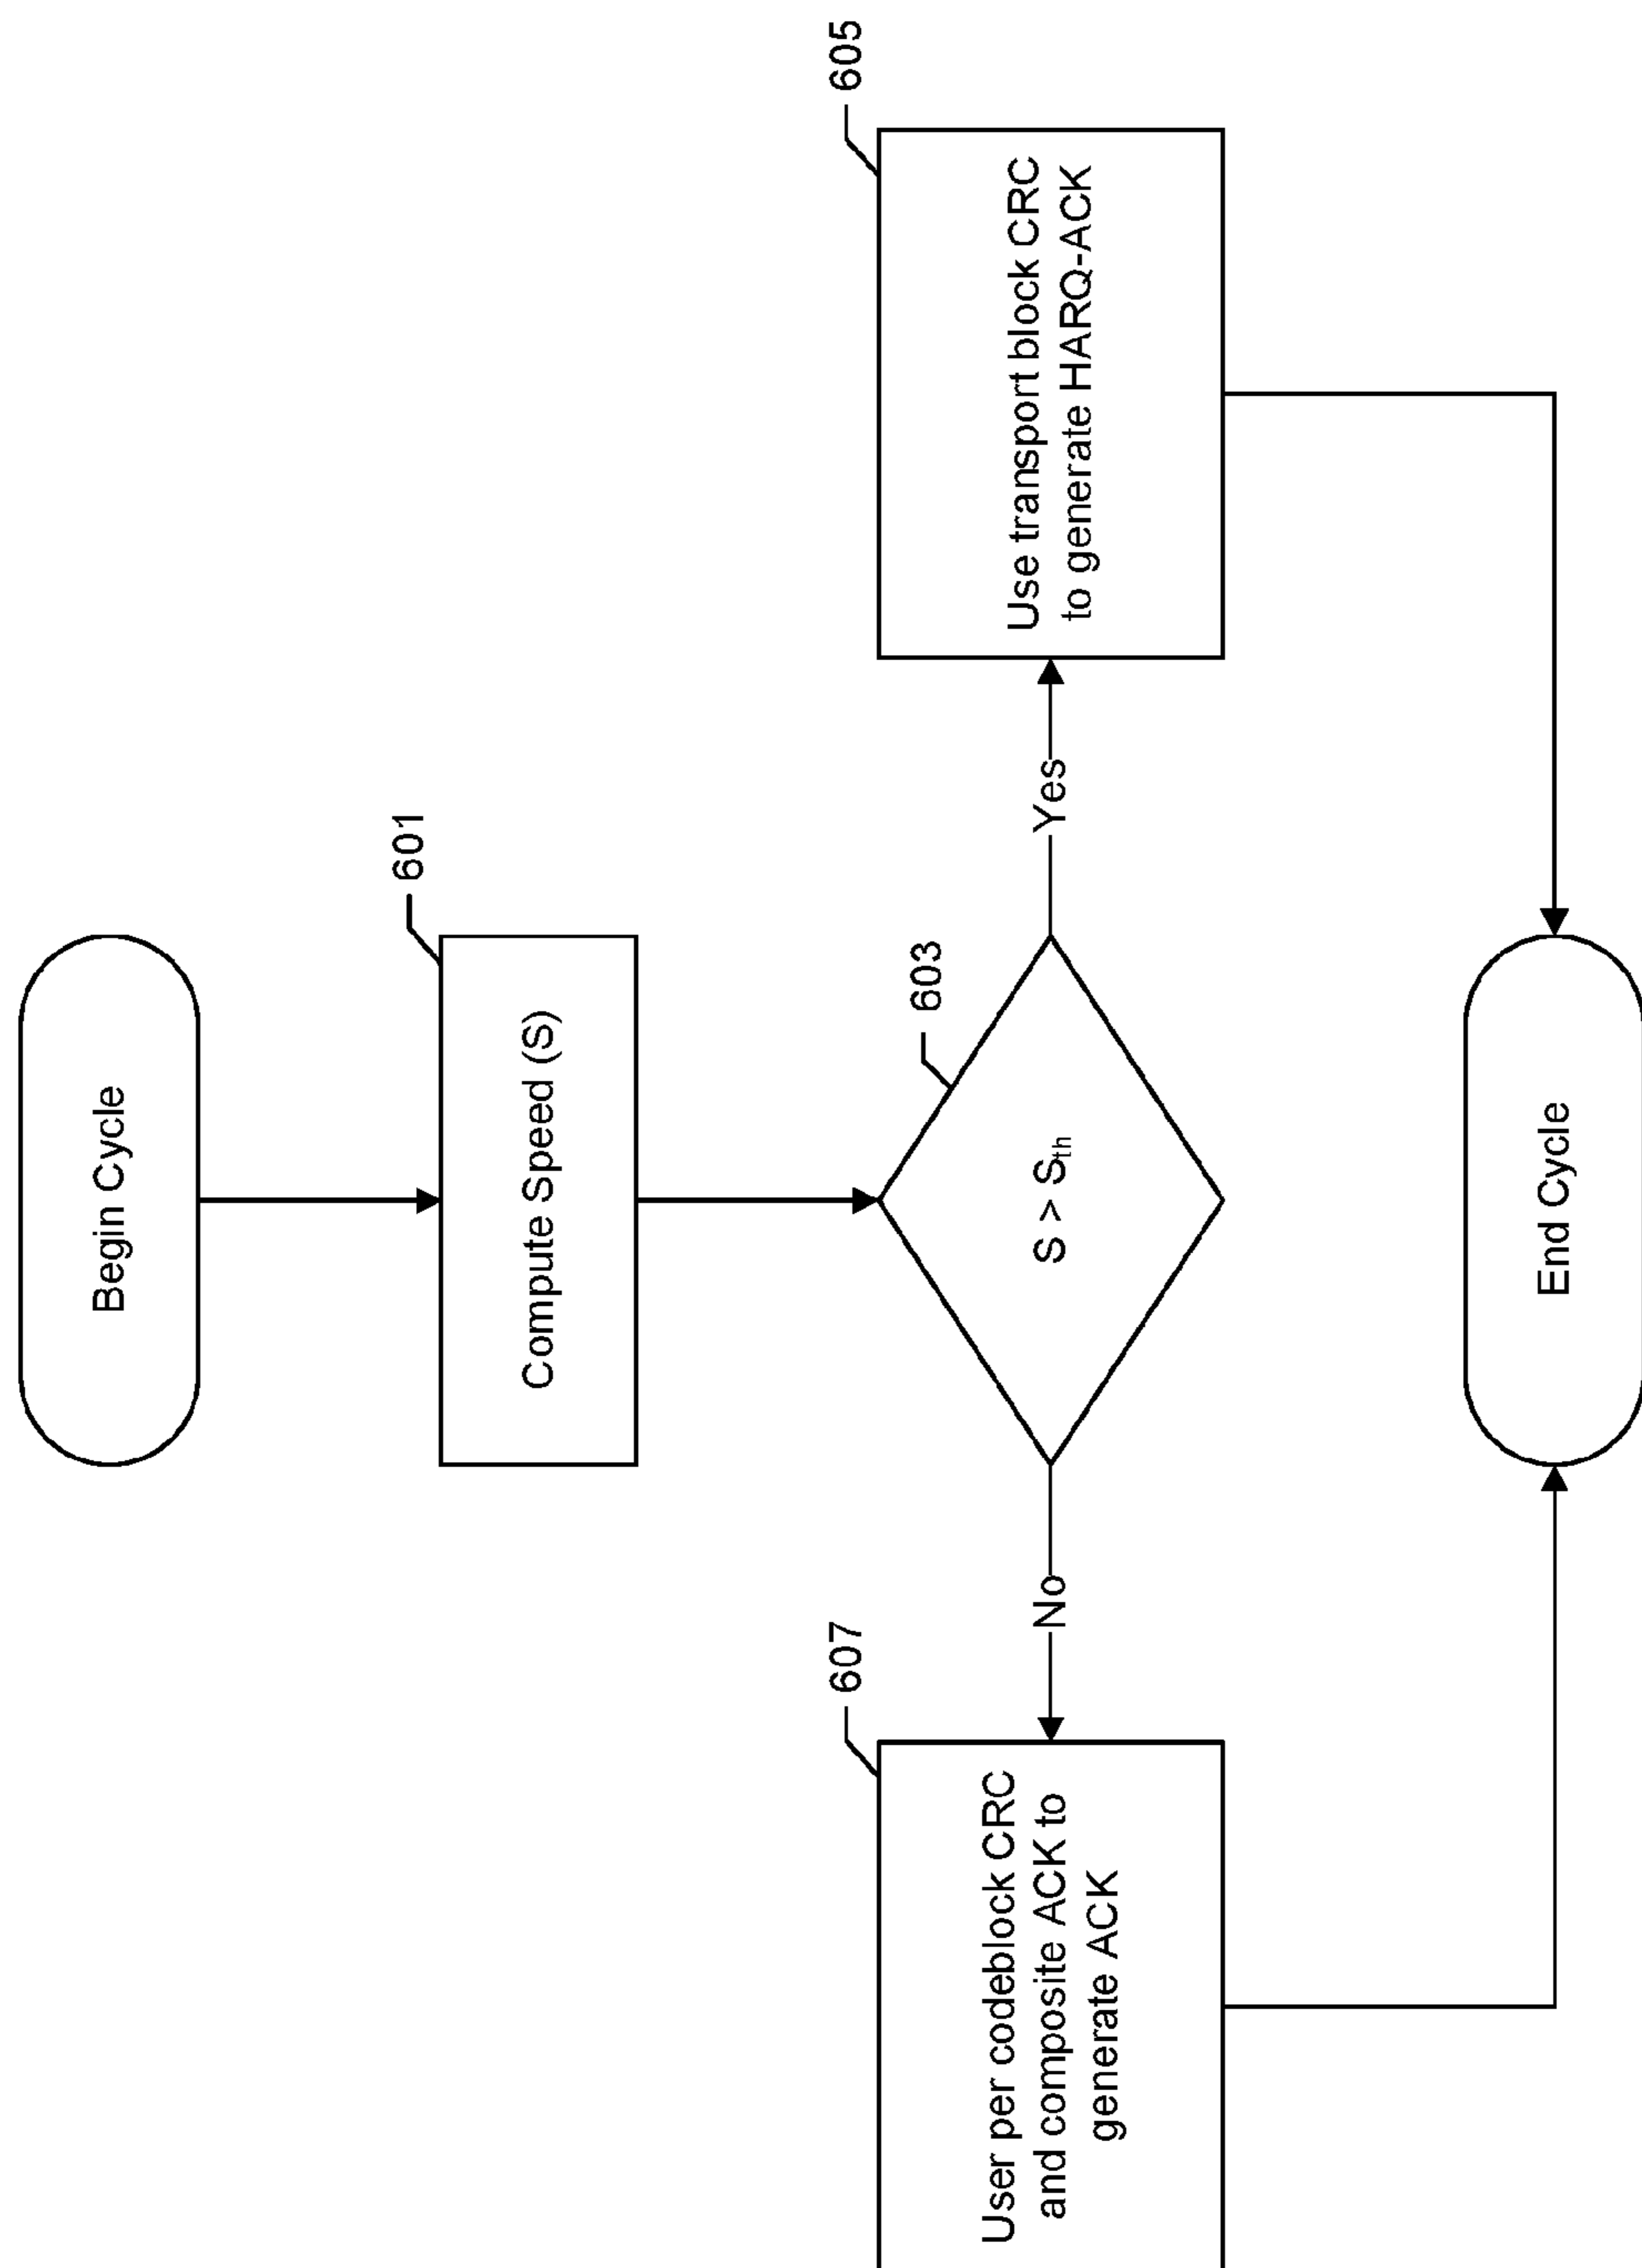 Begin Cycle
601
Compute Speed (S)
603
S > Sth
No
Yes
607
User per codeblock CRC
and composite ACK to
generate ACK
605
Use transport block CRC
to generate HARQ-ACK
End Cycle